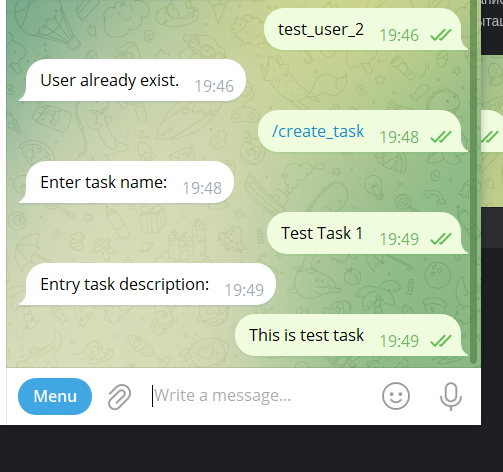 test_user_2 19:46
User already exist. 19:46
/create_task 19:48
Enter task name: 19:48
Test Task 1 19:49
Entry task description: 19:49
This is test task 19:49
Menu Write a message...